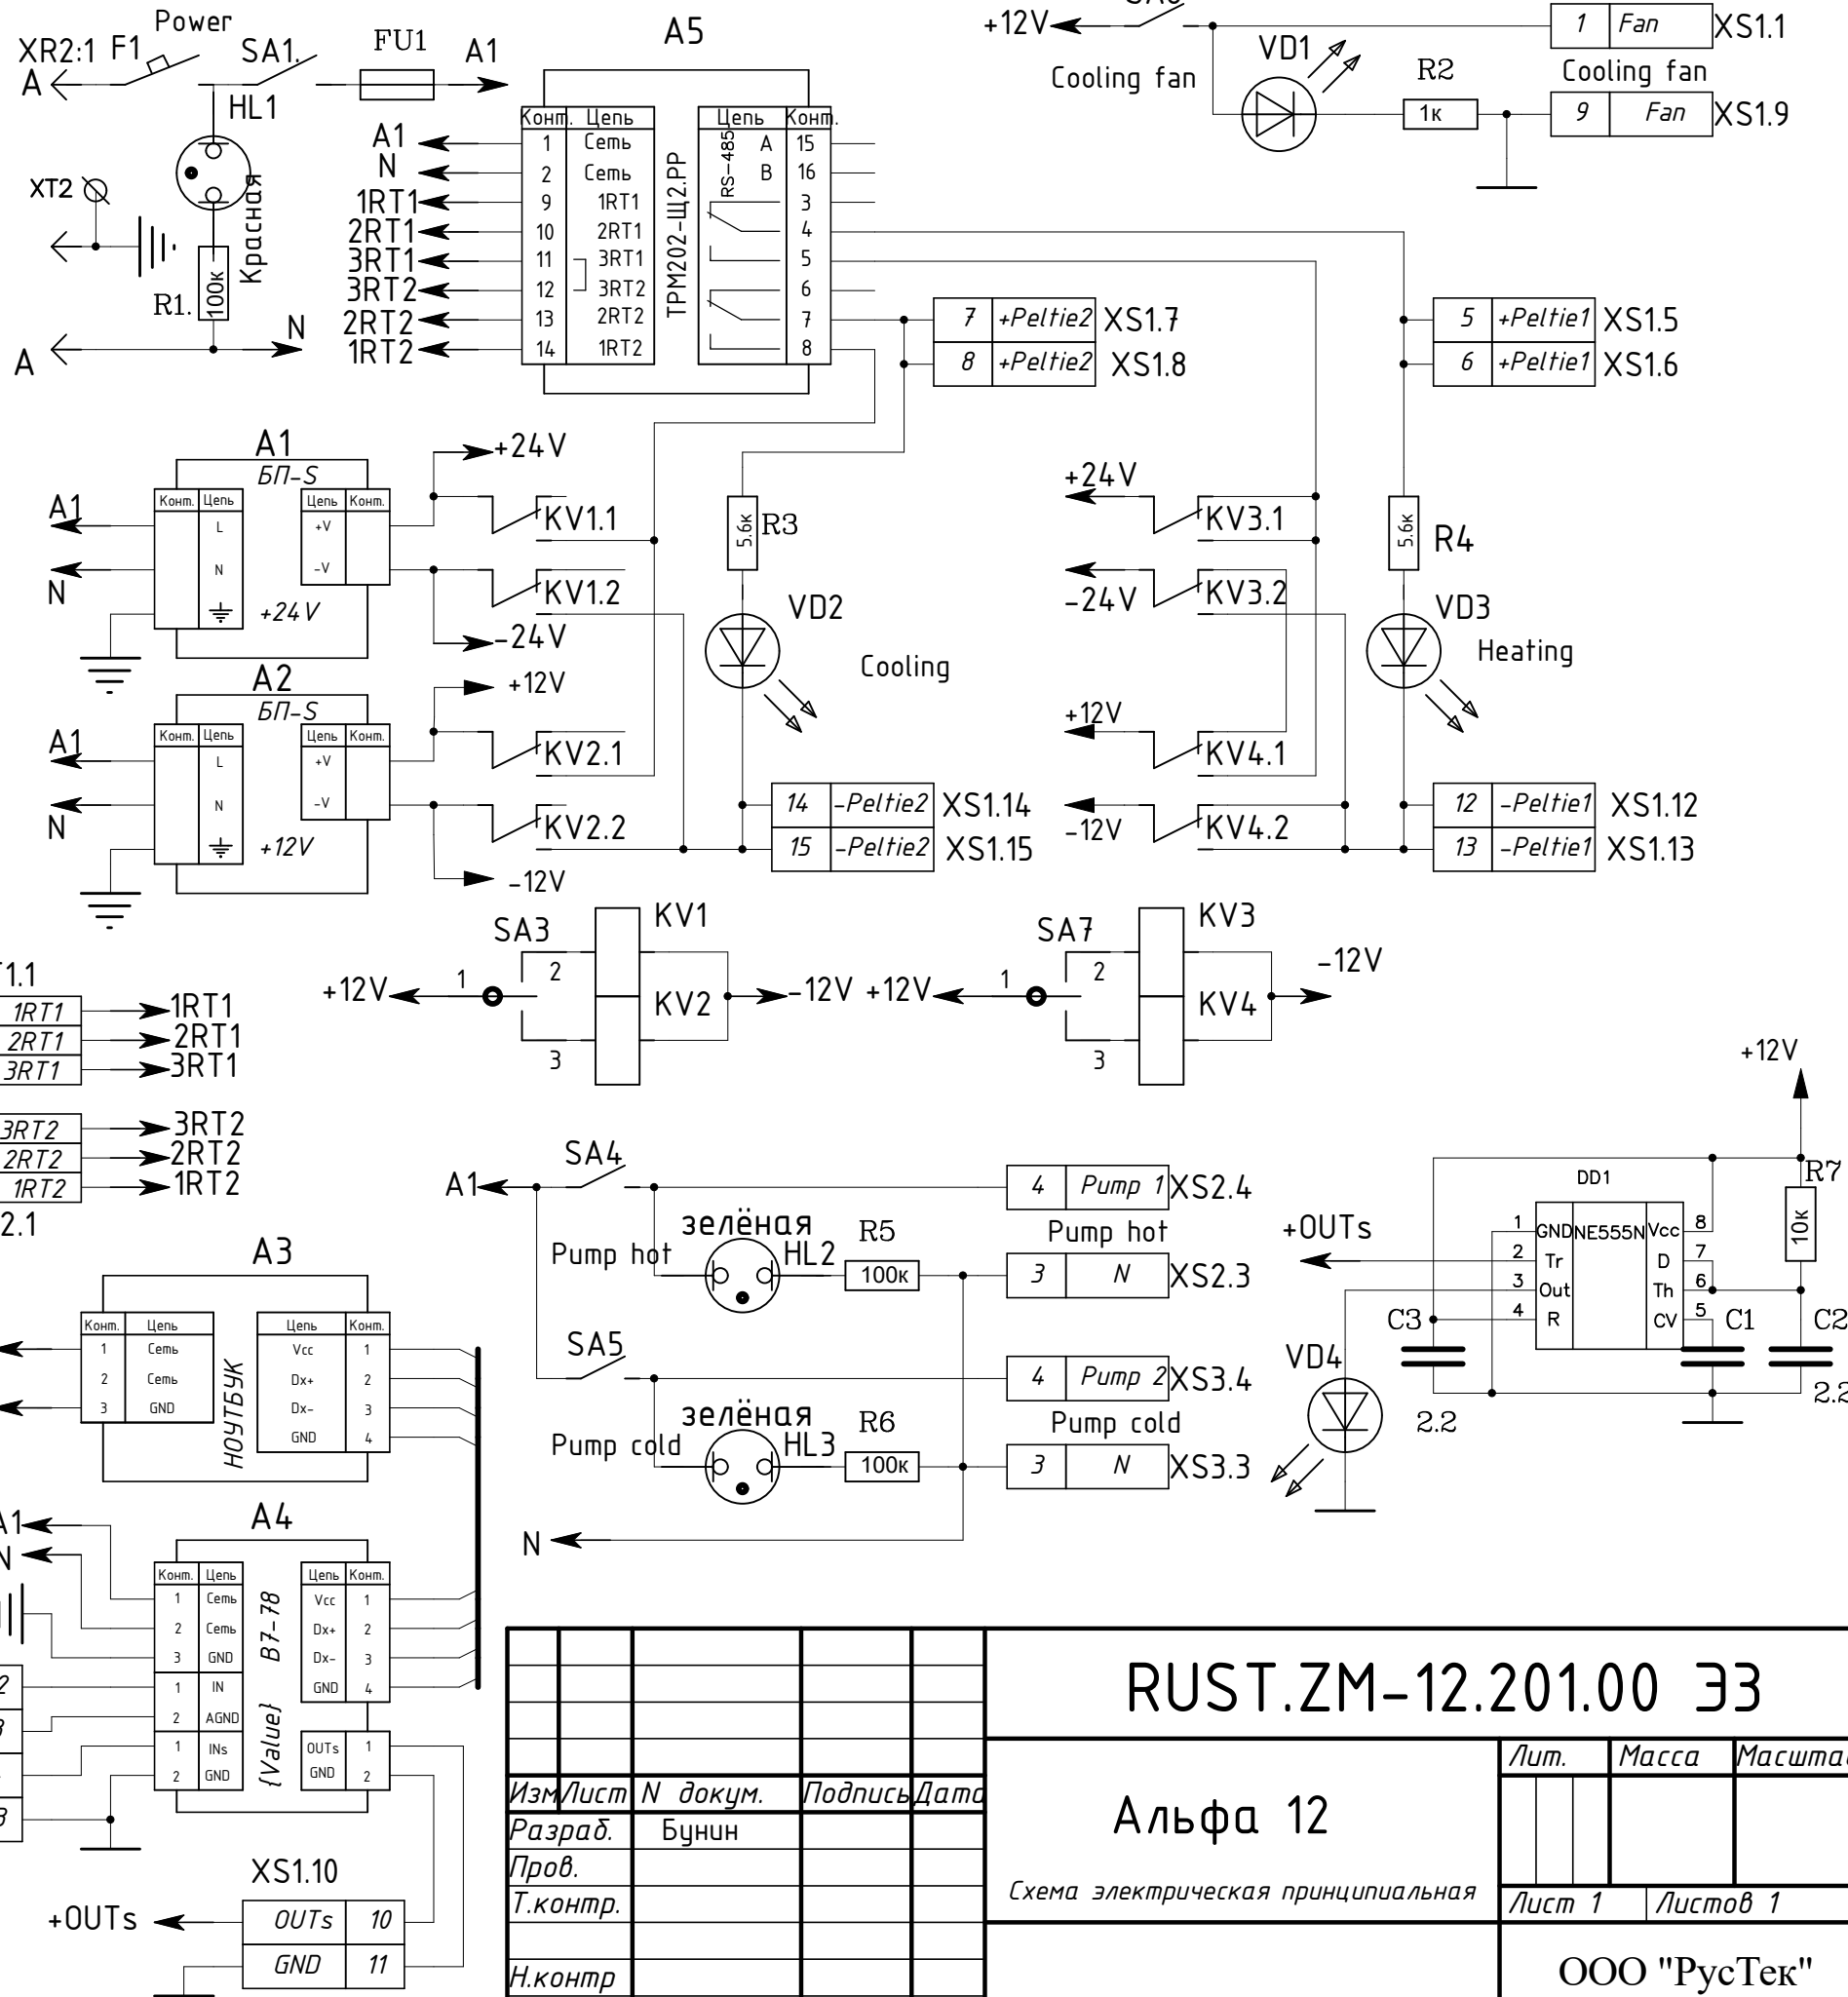 Power
XR2:1 F1 SA1. FU1 A1
A
HL1
Красная
XT2
R1. 100к
N
A
A5
Конт. Цепь Цепь Конт.
A1 1 Сеть A 15
N 2 Сеть B 16
RS-485
1RT1 9 1RT1 3
2RT1 10 2RT1 4
3RT1 11 3RT1 5
3RT2 12 3RT2 6
2RT2 13 2RT2 7
1RT2 14 1RT2 8
ТРМ202-Щ2.РР
+12V
Cooling fan
VD1
R2
1к
1 Fan XS1.1
Cooling fan
9 Fan XS1.9
7 +Peltie2 XS1.7
8 +Peltie2 XS1.8
5 +Peltie1 XS1.5
6 +Peltie1 XS1.6
A1
БП-S
Конт. Цепь Цепь Конт.
A1 L +V
N N -V
+24V
+24V
KV1.1
KV1.2
-24V
5.6к R3
VD2
Cooling
+24V
KV3.1
-24V
KV3.2
5.6к R4
VD3
Heating
A2
БП-S
Конт. Цепь Цепь Конт.
A1 L +V
N N -V
+12V
+12V
KV2.1
KV2.2
-12V
+12V
KV4.1
-12V
KV4.2
14 -Peltie2 XS1.14
15 -Peltie2 XS1.15
12 -Peltie1 XS1.12
13 -Peltie1 XS1.13
+12V 1 SA3 2 3 KV1 KV2 -12V
+12V 1 SA7 2 3 KV3 KV4 -12V
1RT1 1RT1
2RT1 2RT1
3RT1 3RT1
3RT2 3RT2
2RT2 2RT2
1RT2 1RT2
2.1
A1
SA4
зелёная
Pump hot HL2
R5
100к
4 Pump 1 XS2.4
Pump hot
3 N XS2.3
SA5
зелёная
Pump cold HL3
R6
100к
4 Pump 2 XS3.4
Pump cold
3 N XS3.3
N
+12V
R7
10к
DD1
+OUTs
1 GND NE555N Vcc 8
2 Tr D 7
3 Out Th 6
4 R CV 5
C3 C1 C2
VD4
2.2
A3
Конт. Цепь Цепь Конт.
1 Сеть Vcc 1
2 Сеть Dx+ 2
3 GND Dx- 3
GND 4
НОУТБУК
A4
N
Конт. Цепь Цепь Конт.
1 Сеть Vcc 1
2 Сеть Dx+ 2
3 GND Dx- 3
1 IN GND 4
2 AGND
1 INs OUTs 1
2 GND GND 2
{Value} В7-78
XS1.10
+OUTs OUTs 10
GND 11
RUST.ZM-12.201.00 Э3
Изм Лист N докум. Подпись Дата
Разраб. Бунин
Пров.
Т.контр.
Н.контр
Альфа 12
Схема электрическая принципиальная
Лит. Масса
Лист 1 Листов 1
ООО "РусТек"